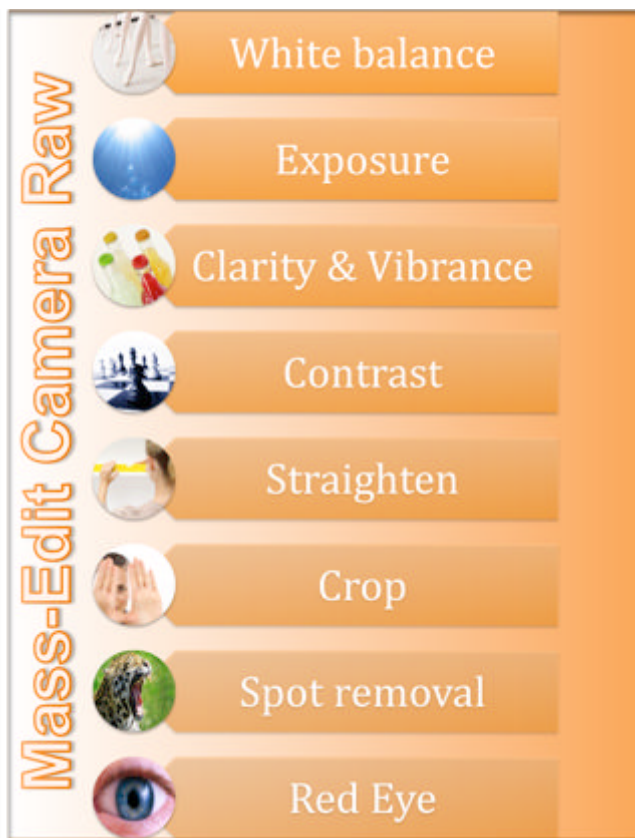 Mass-Edit Camera Raw
White balance
Exposure
Clarity & Vibrance
Contrast
Straighten
Crop
Spot removal
Red Eye